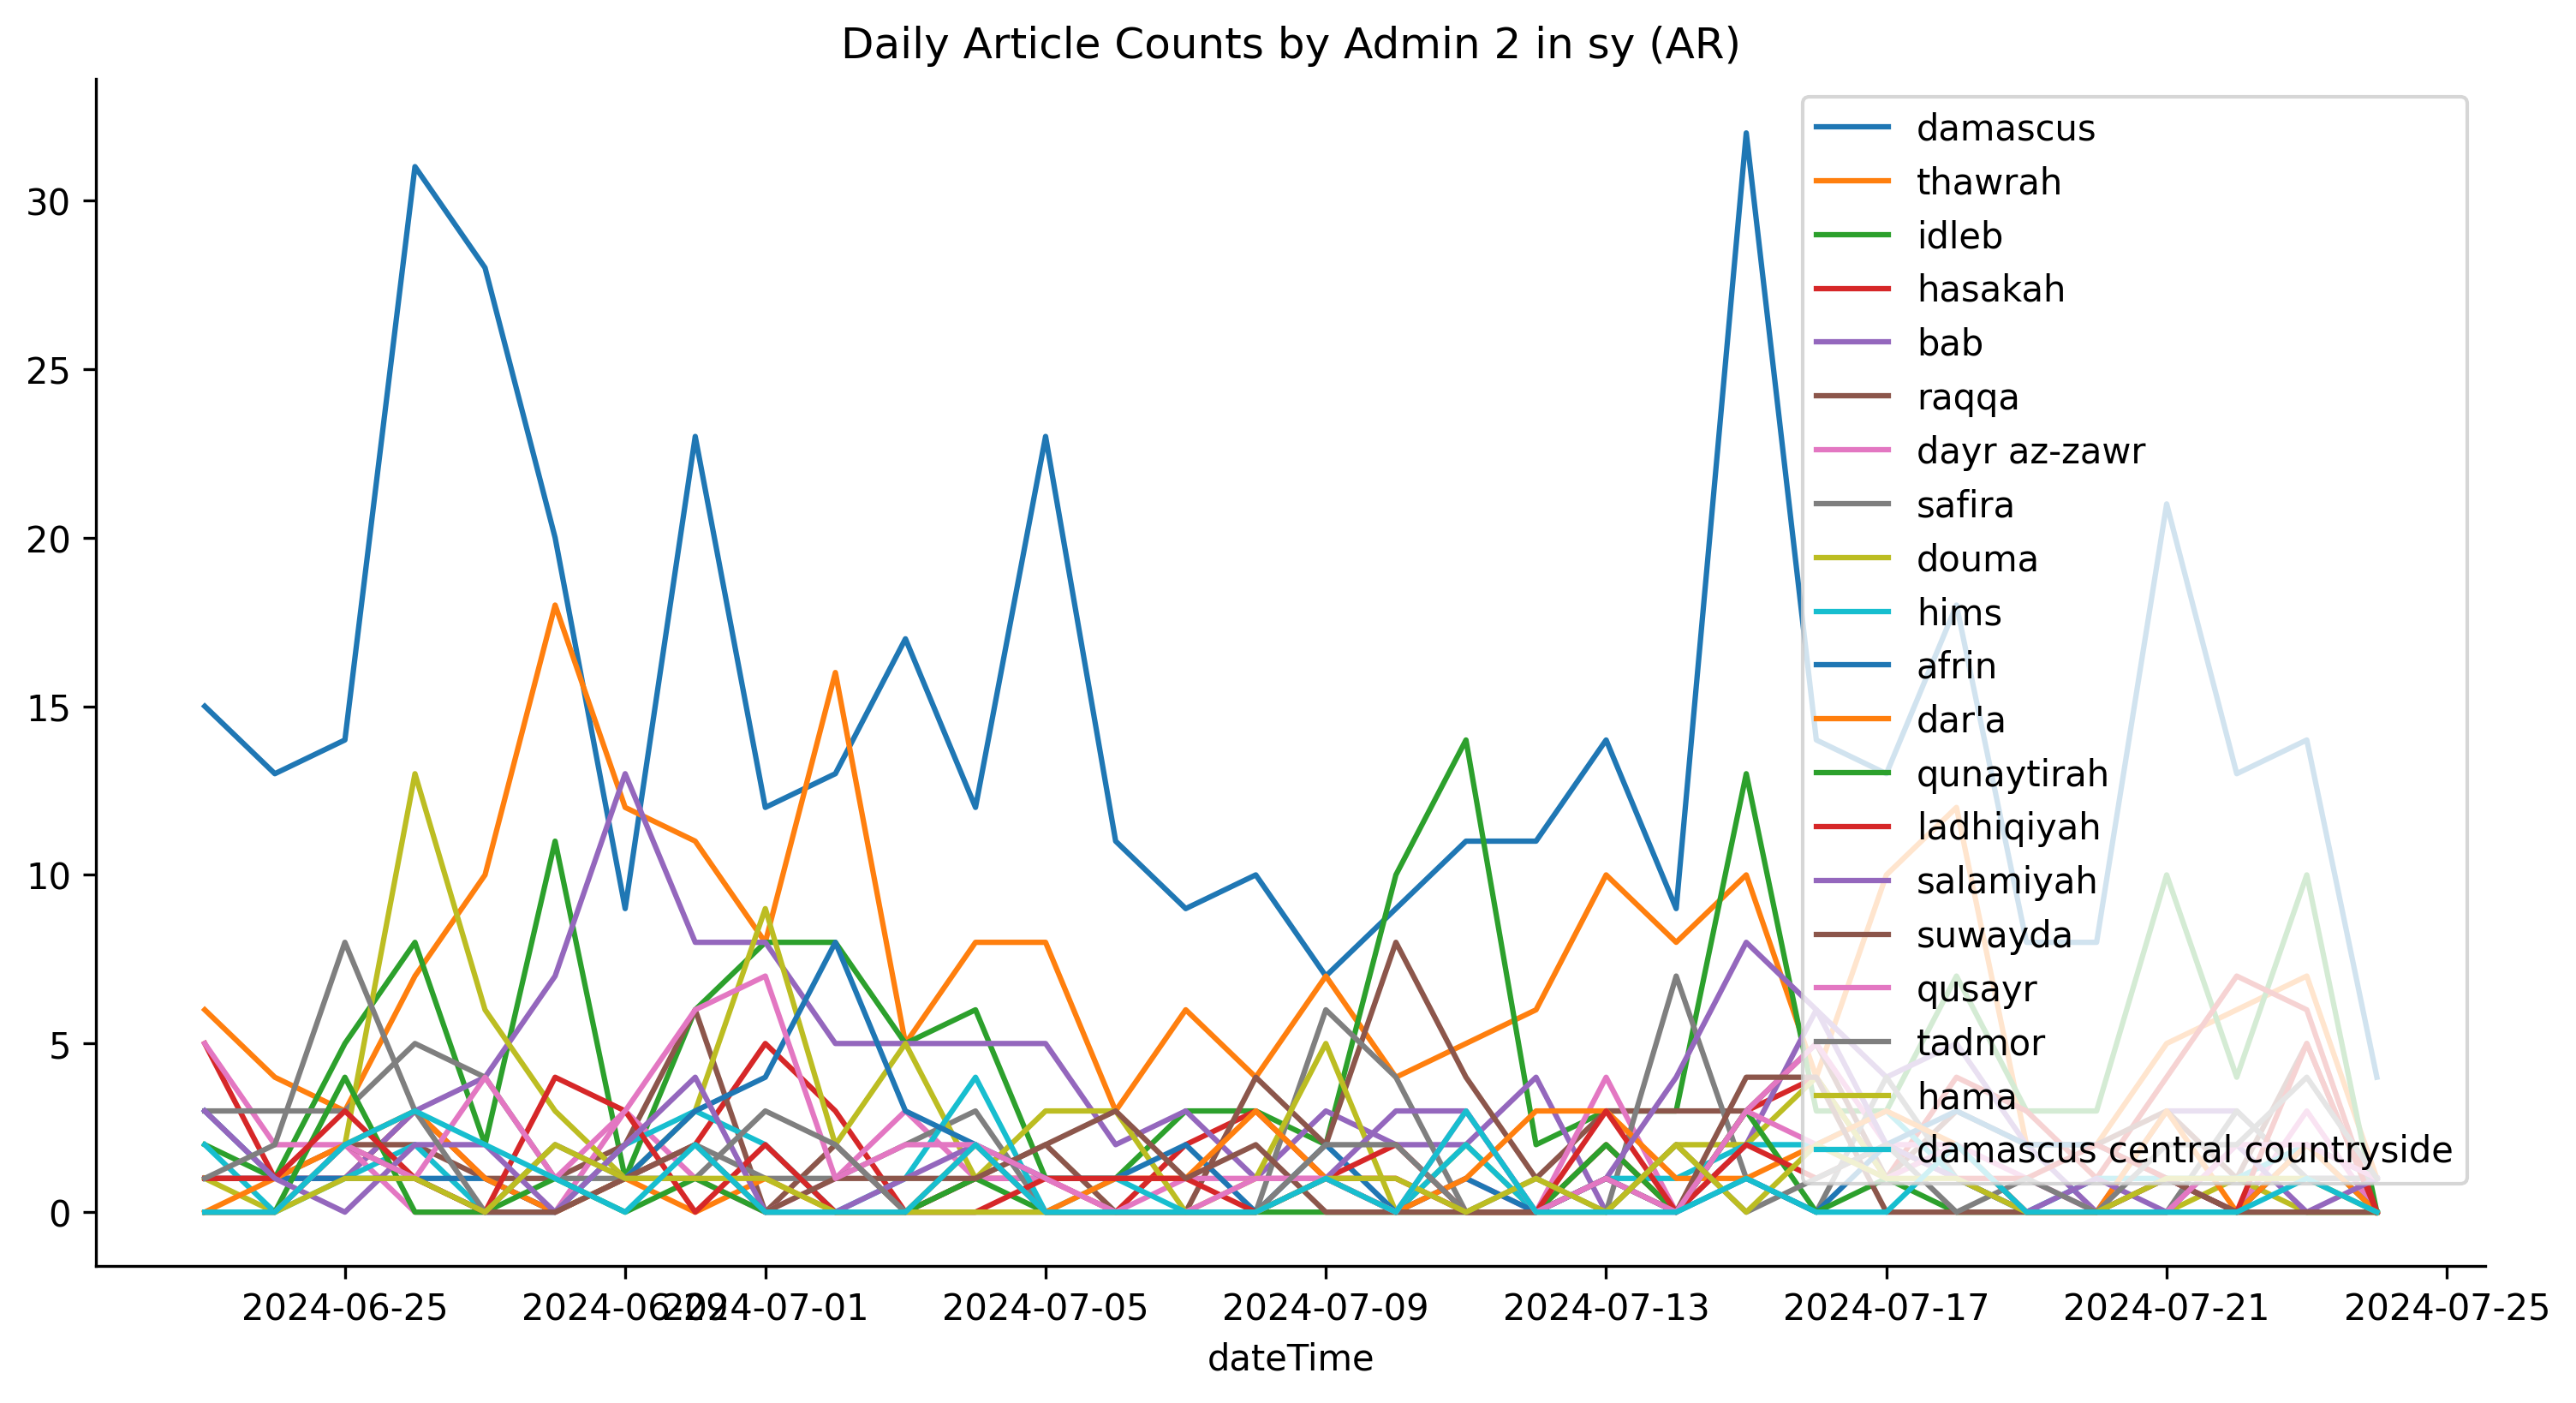 Daily Article Counts by Admin 2 in sy (AR)
30
25
20
15
10
5
0
damascus
thawrah
idleb
hasakah
bab
raqqa
dayr az-zawr
safira
douma
hims
afrin
dar'a
qunaytirah
ladhiqiyah
salamiyah
suwayda
qusayr
tadmor
hama
damascus central countryside
2024-06-25 2024-06-29 2024-07-01 2024-07-05 2024-07-09 2024-07-13 2024-07-17 2024-07-21 2024-07-25
dateTime